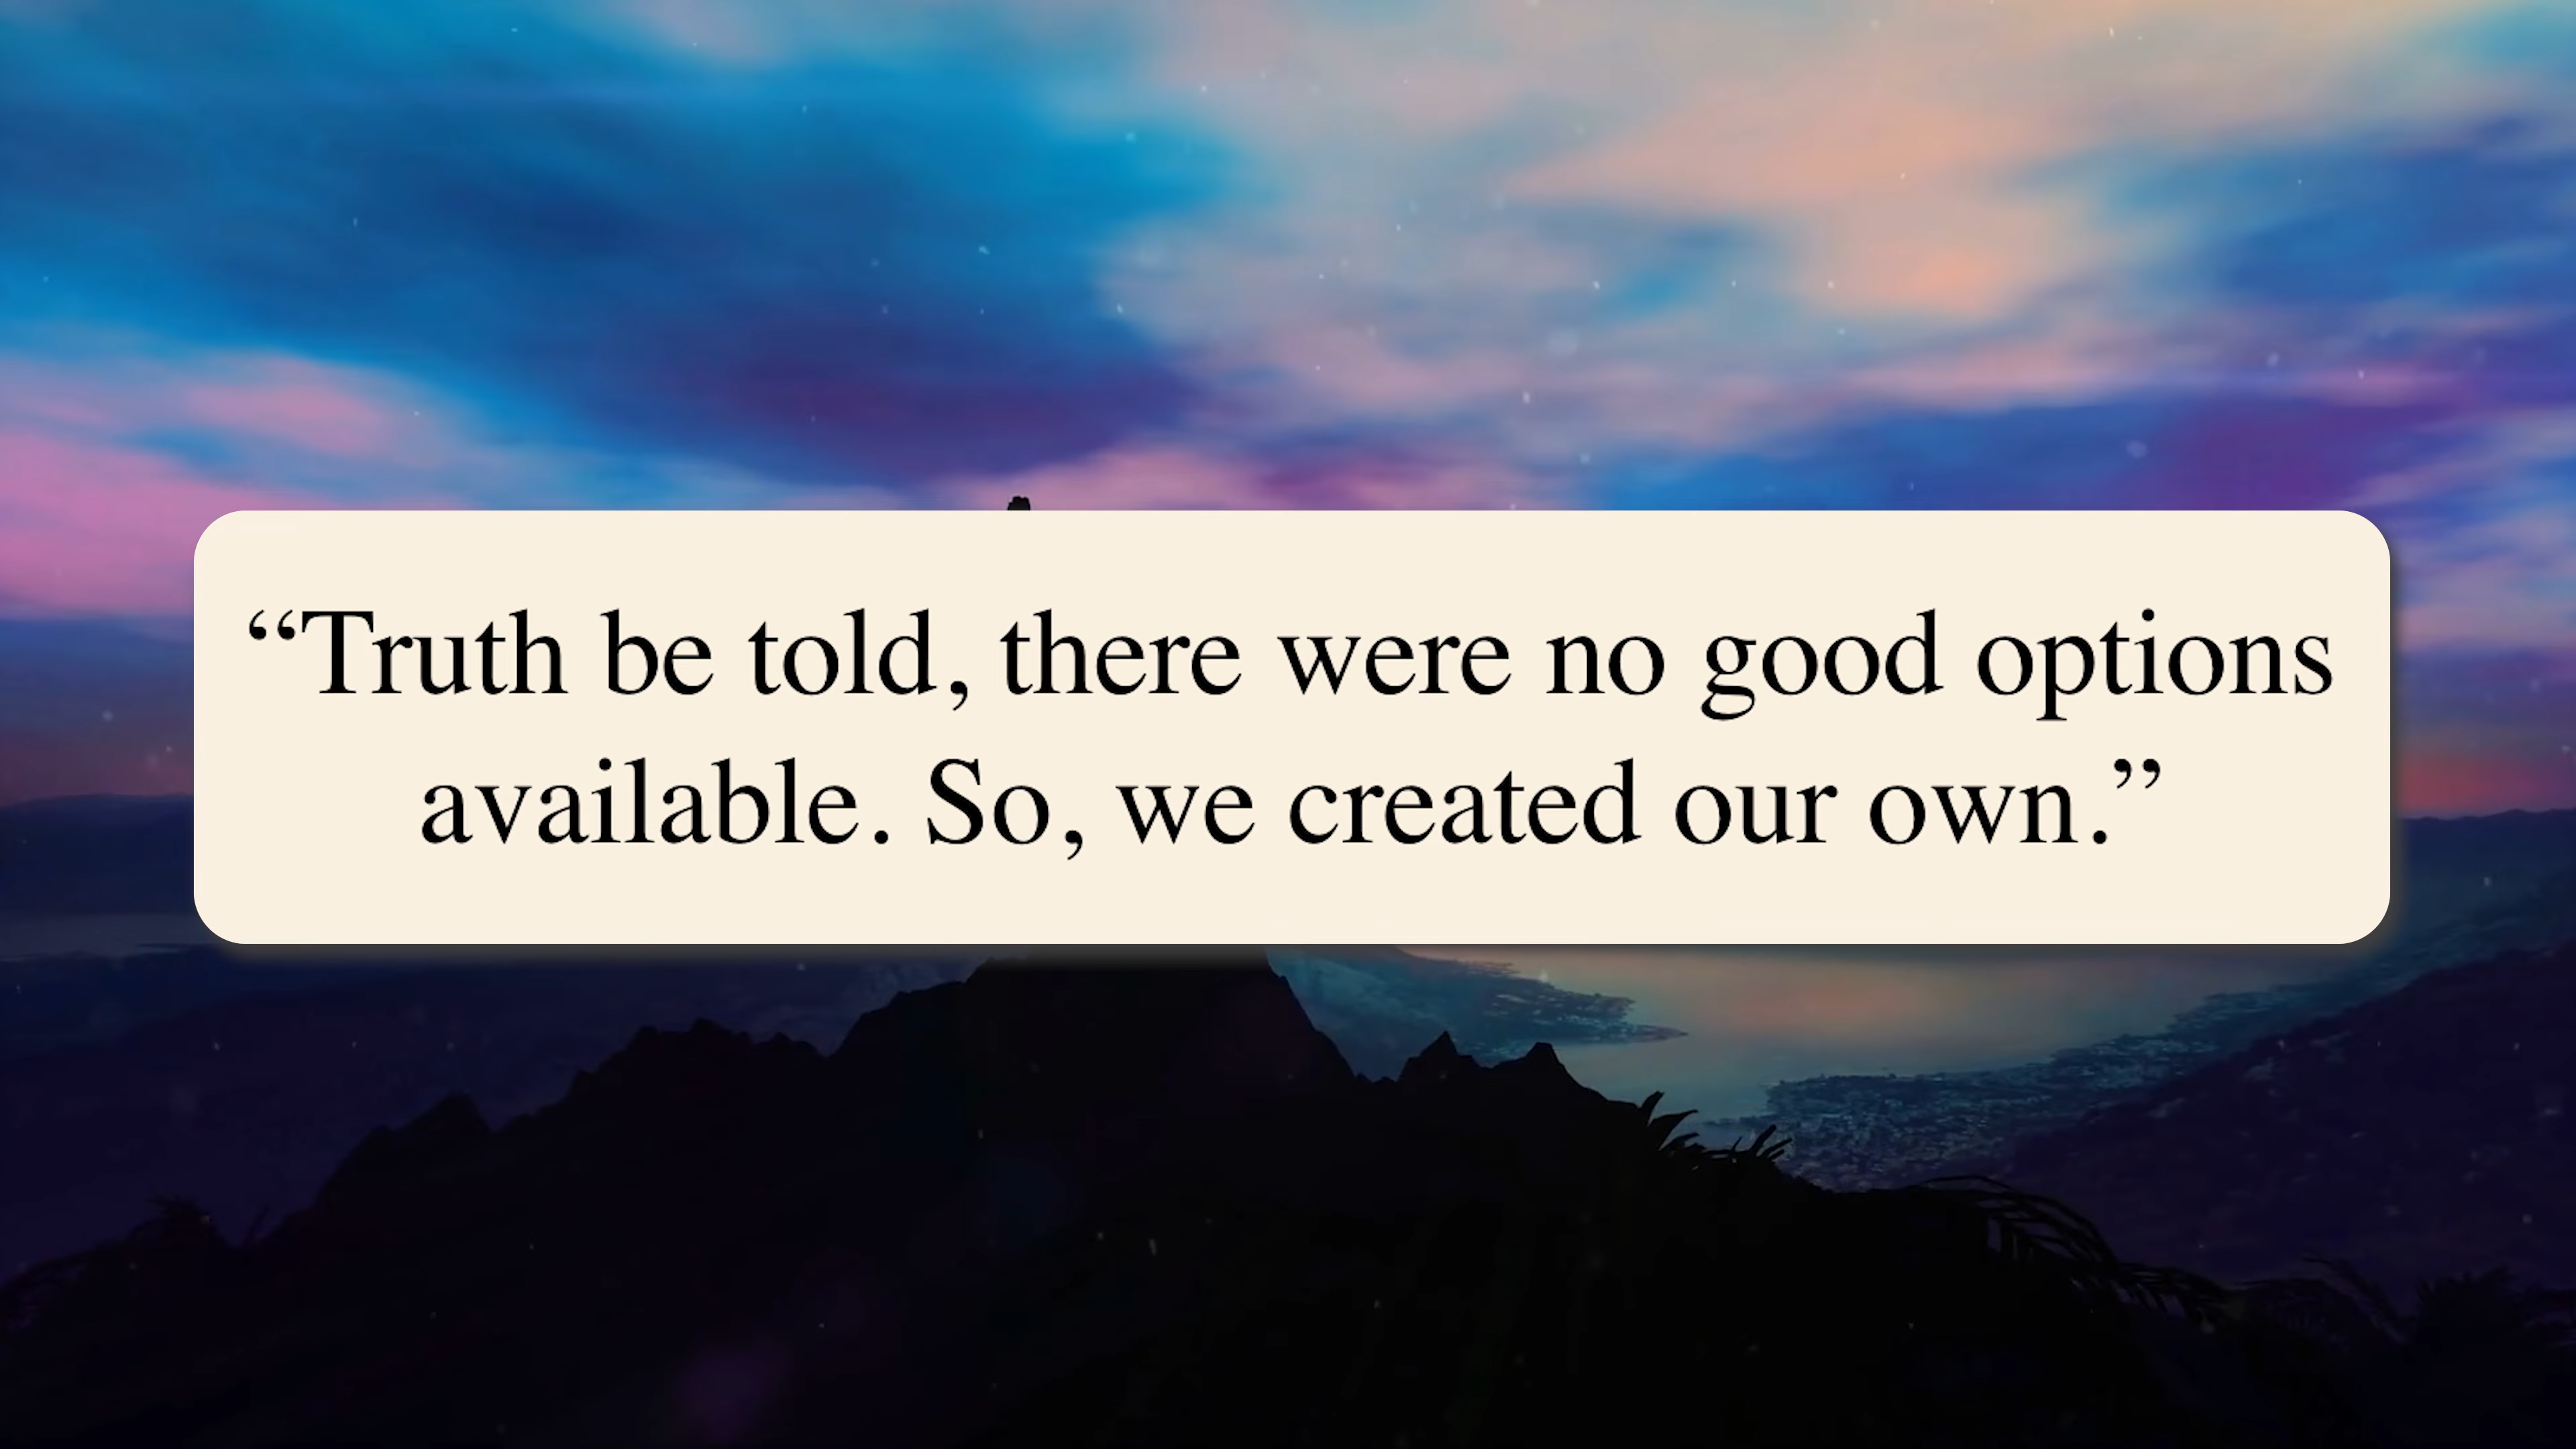 “Truth be told, there were no good options
available. So, we created our own.”